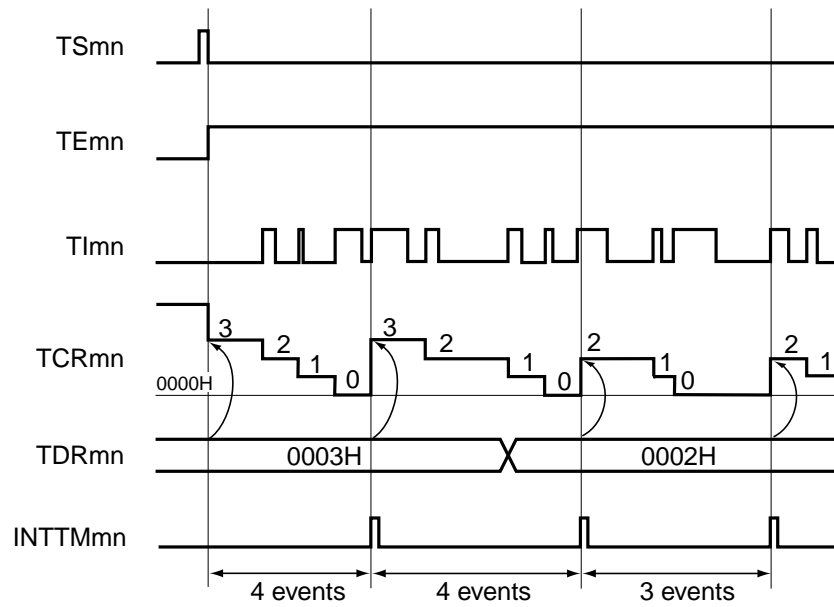 TSmn
TEmn
TImn
TCRmn
3
2
1
0
3
2
1
0
2
1
0
2
1
0000H
TDRmn
0003H
0002H
INTTMmn
4 events
4 events
3 events